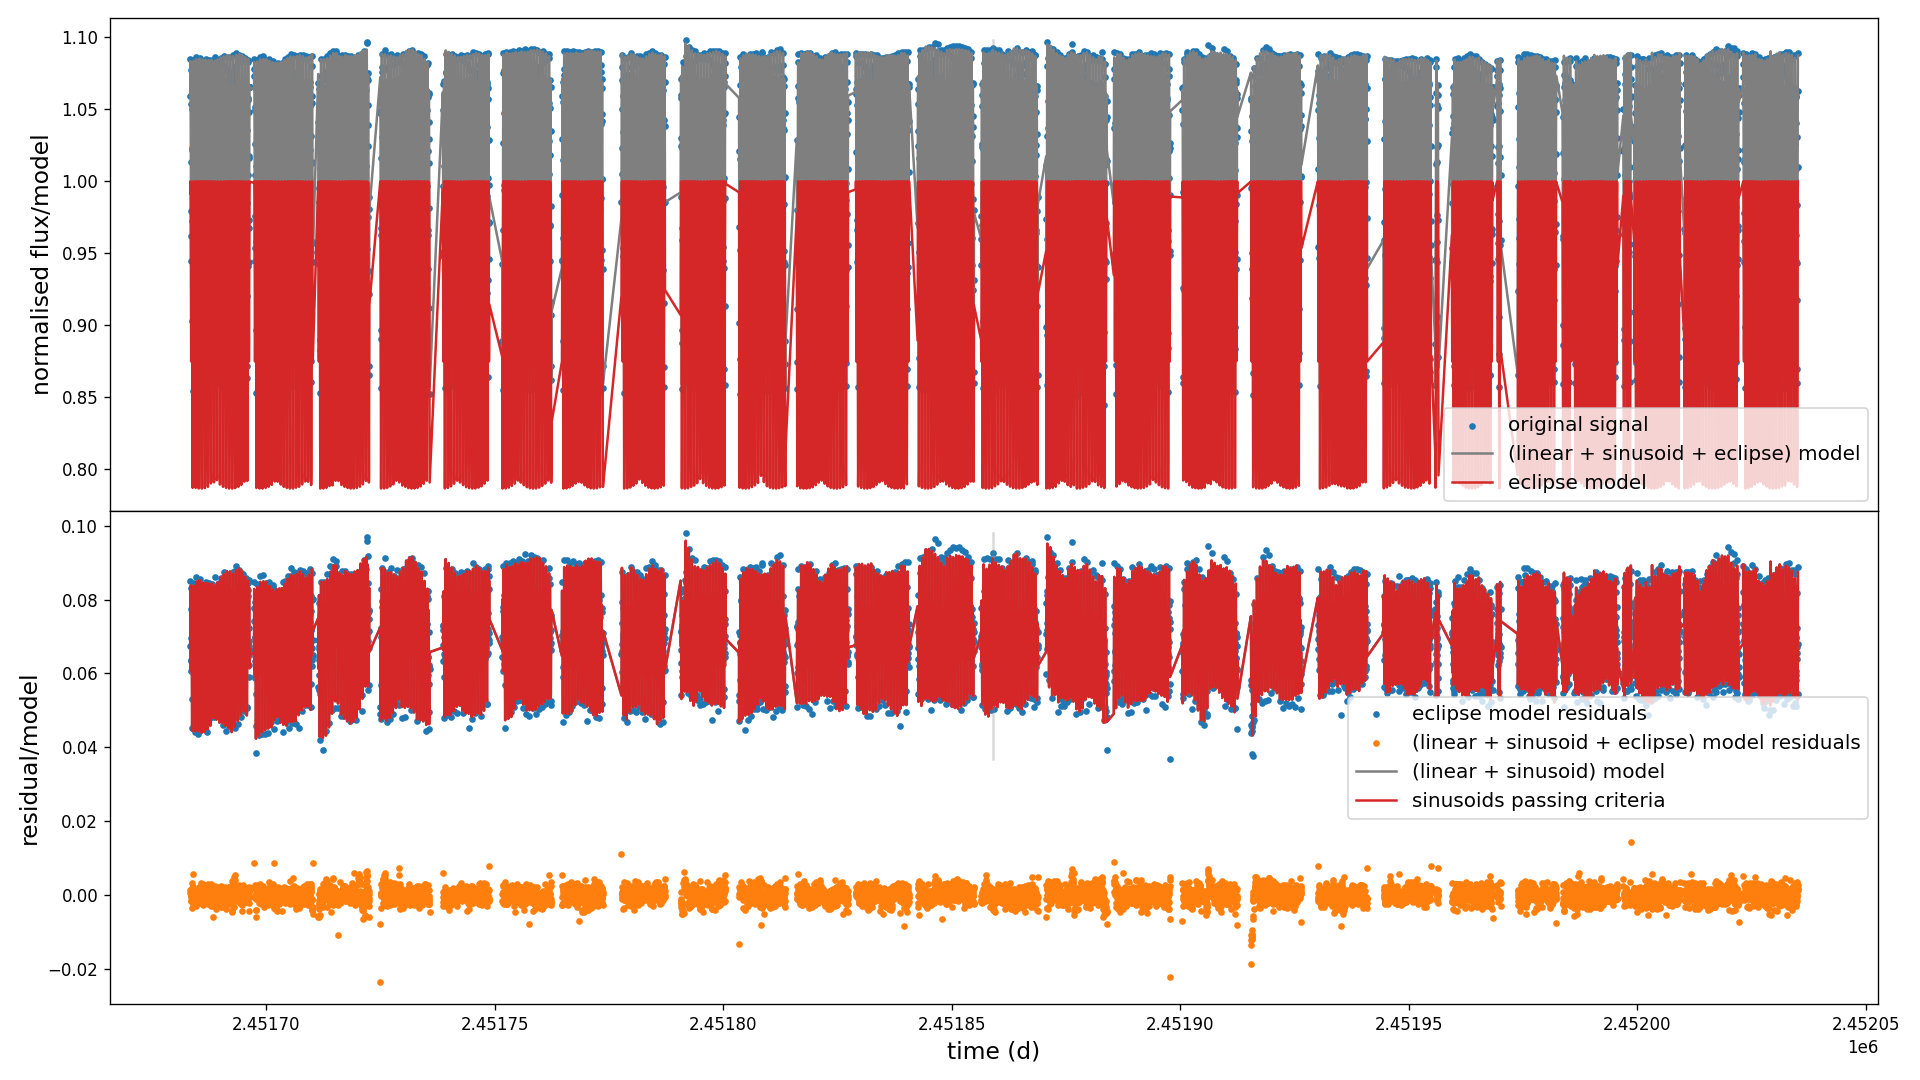 1.10
1.05
1.00
0.95
0.90
0.85
0.80
normalised flux/model
original signal
(linear + sinusoid + eclipse) model
eclipse model
0.10
0.08
0.06
0.04
0.02
0.00
−0.02
residual/model
eclipse model residuals
(linear + sinusoid + eclipse) model residuals
(linear + sinusoid) model
sinusoids passing criteria
2.45170
2.45175
2.45180
2.45185
2.45190
2.45195
2.45200
2.45205
1e6
time (d)